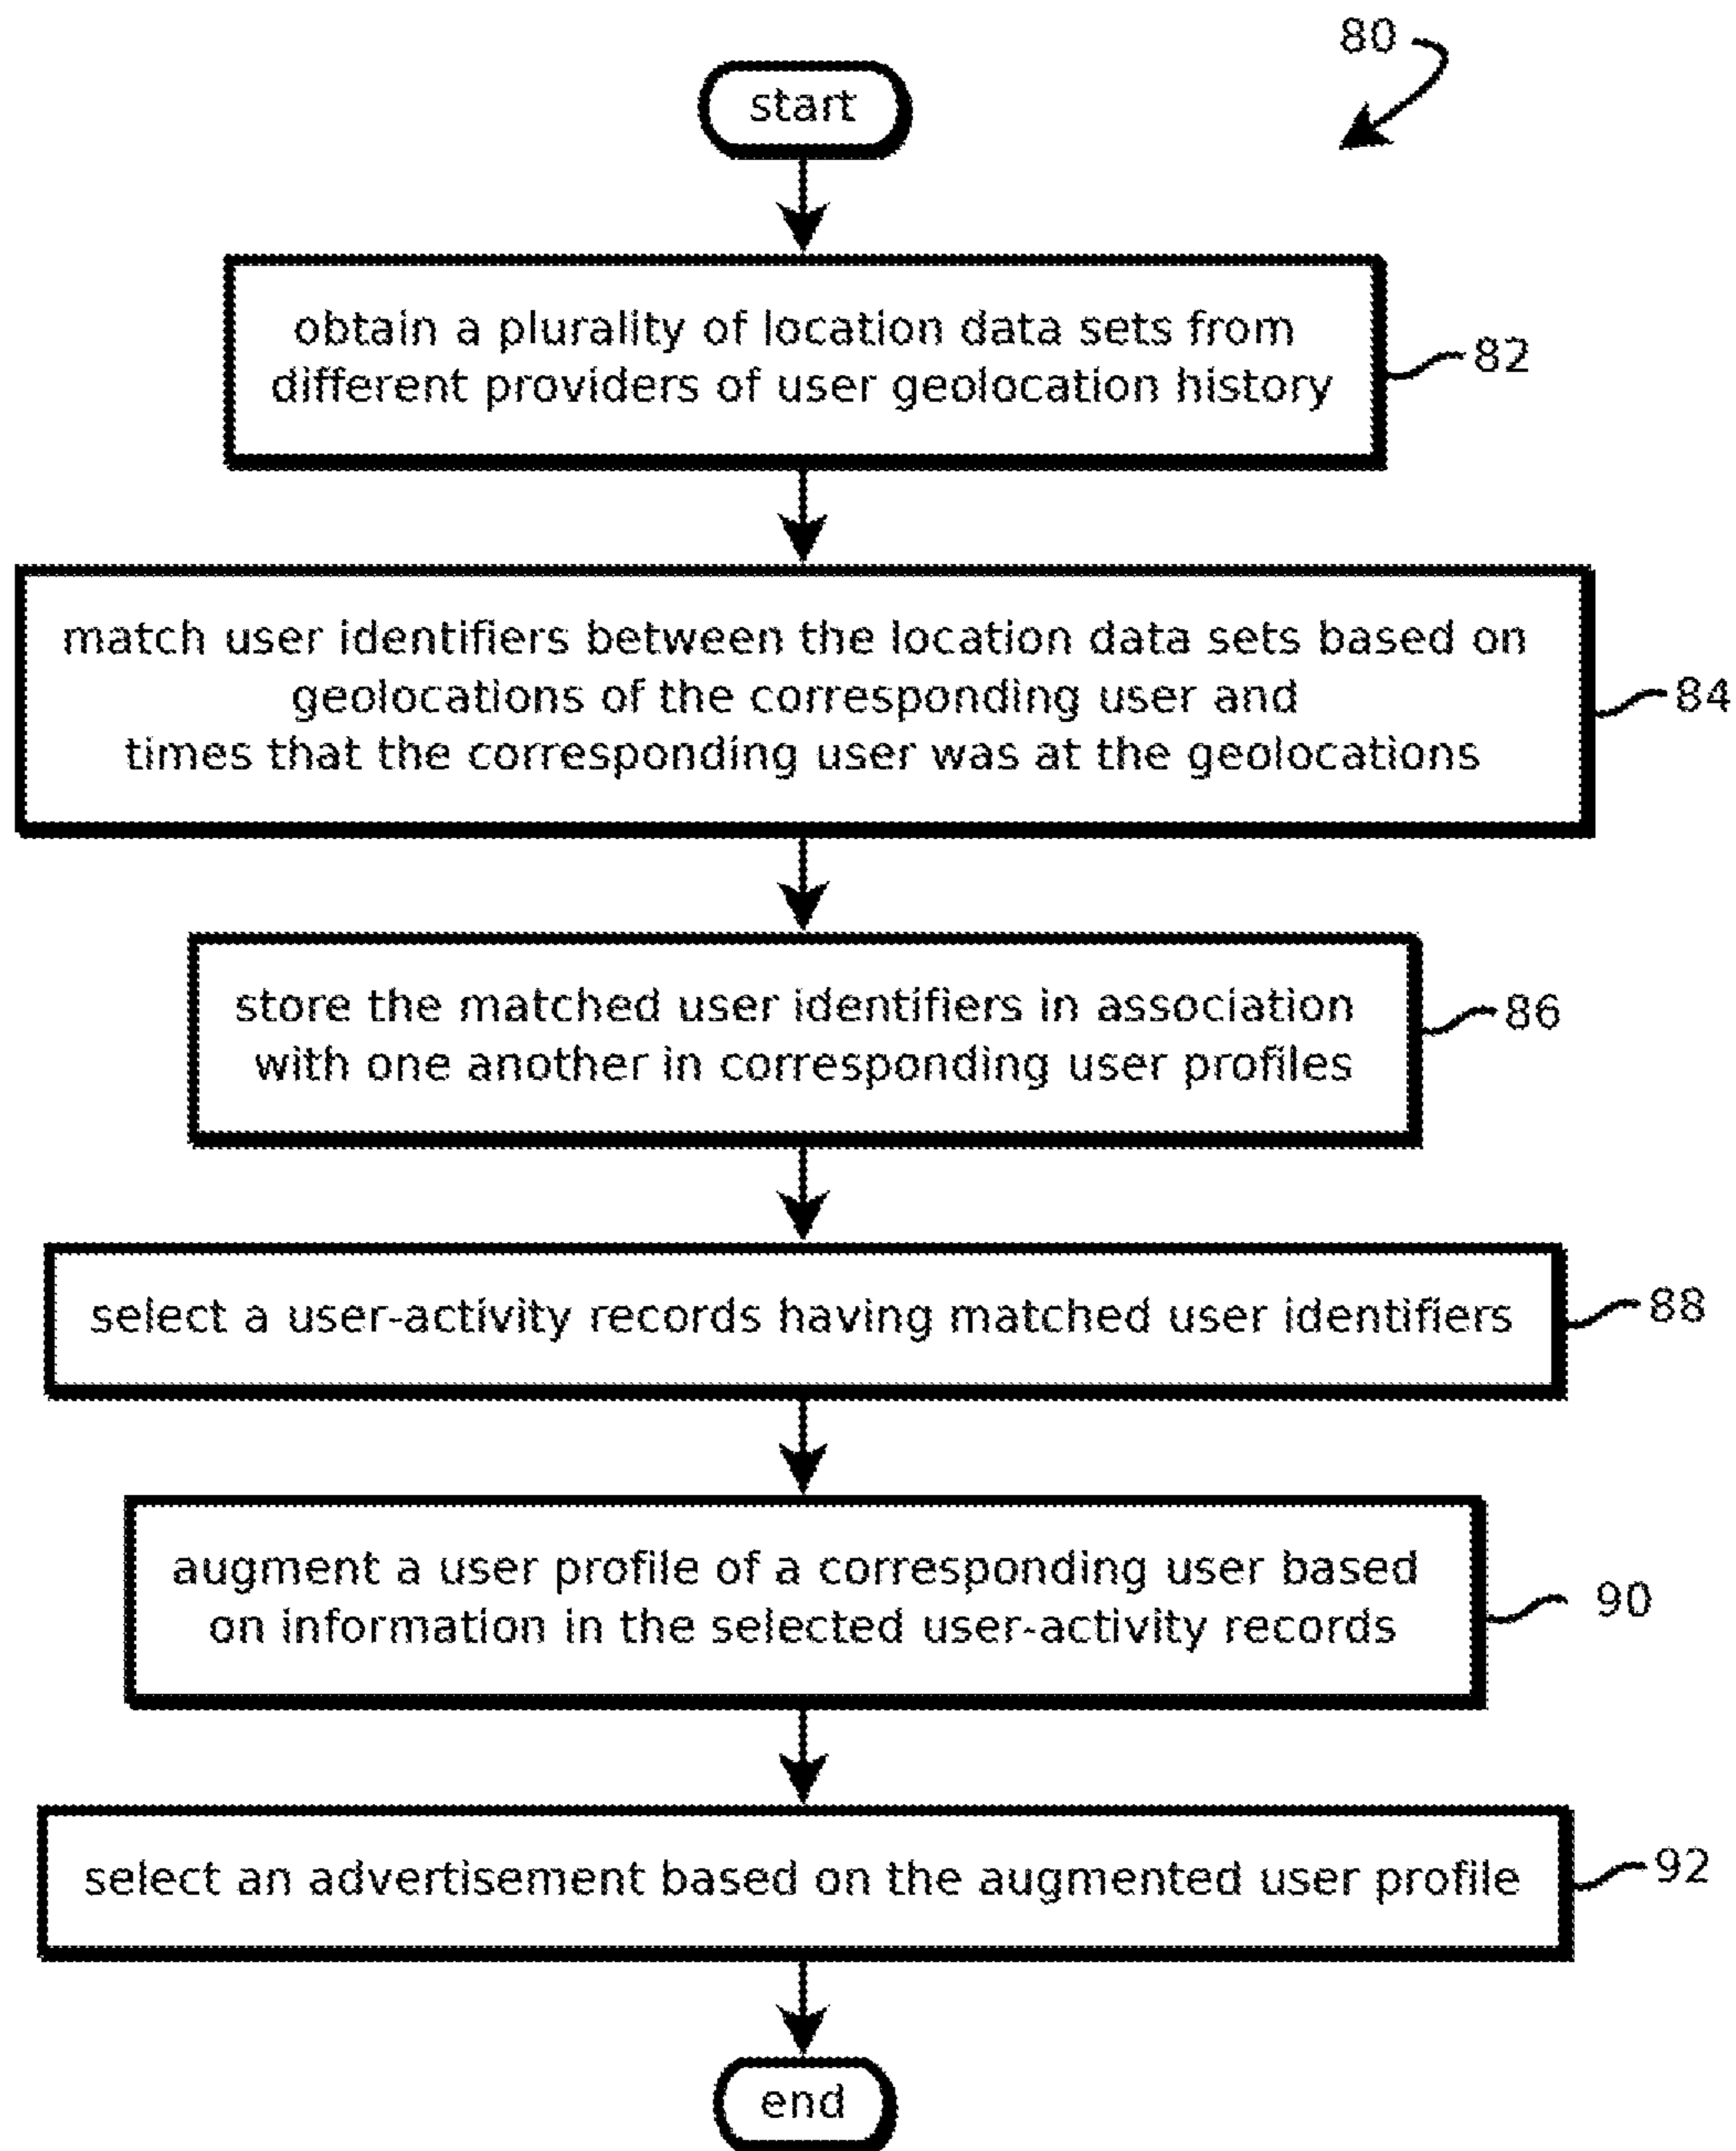 80
start
obtain a plurality of location data sets from
different providers of user geolocation history
82
match user identifiers between the location data sets based on
geolocations of the corresponding user and
times that the corresponding user was at the geolocations
84
store the matched user identifiers in association
with one another in corresponding user profiles
86
select a user-activity records having matched user identifiers
88
augment a user profile of a corresponding user based
on information in the selected user-activity records
90
select an advertisement based on the augmented user profile
92
end